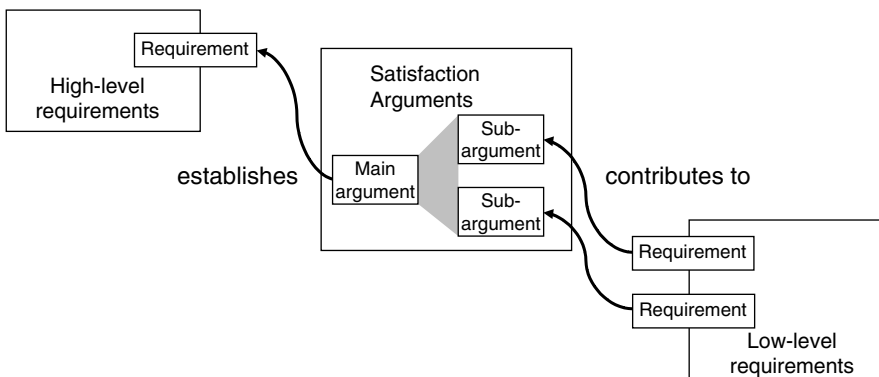 Requirement
High-level
requirements
Satisfaction
Arguments
Sub-
argument
Main
argument
Sub-
argument
establishes
contributes to
Requirement
Requirement
Low-level
requirements